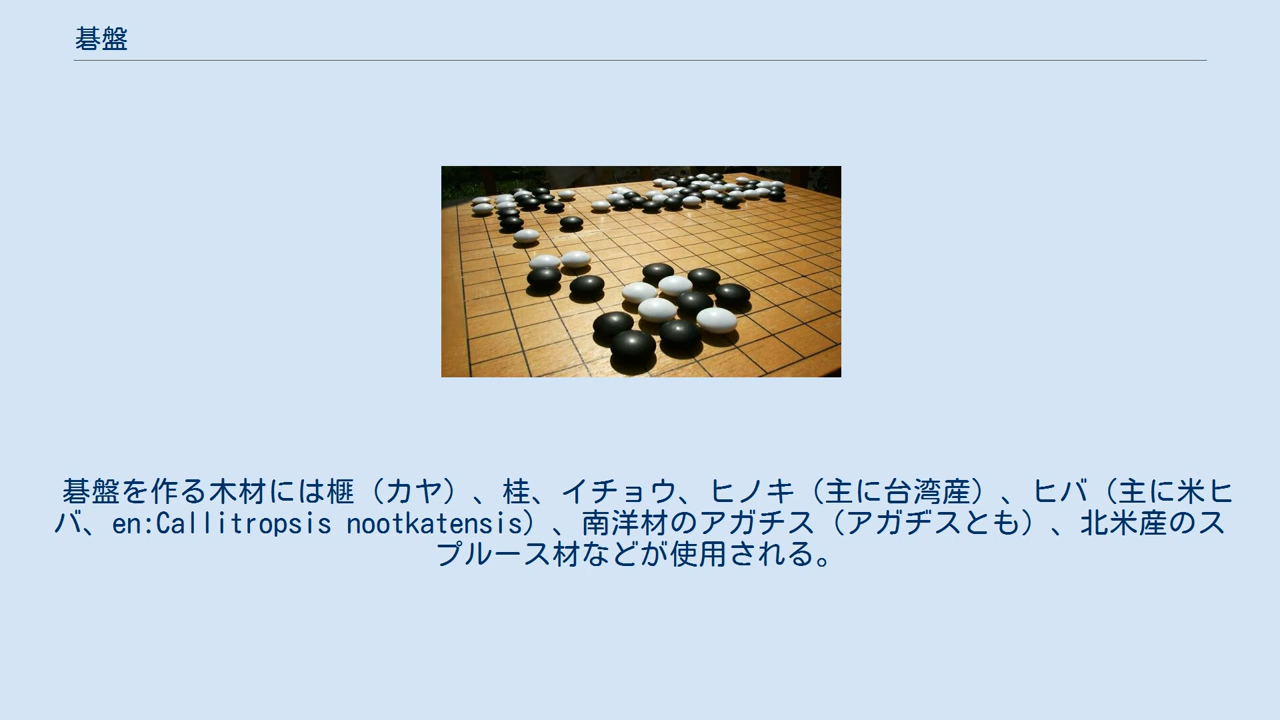 碁盤
碁盤を作る木材には榧（カヤ）、桂、イチョウ、ヒノキ（主に台湾産）、ヒバ（主に米ヒ
バ、en:Callitropsis nootkatensis）、南洋材のアガチス（アガヂスとも）、北米産のス
プルース材などが使用される。